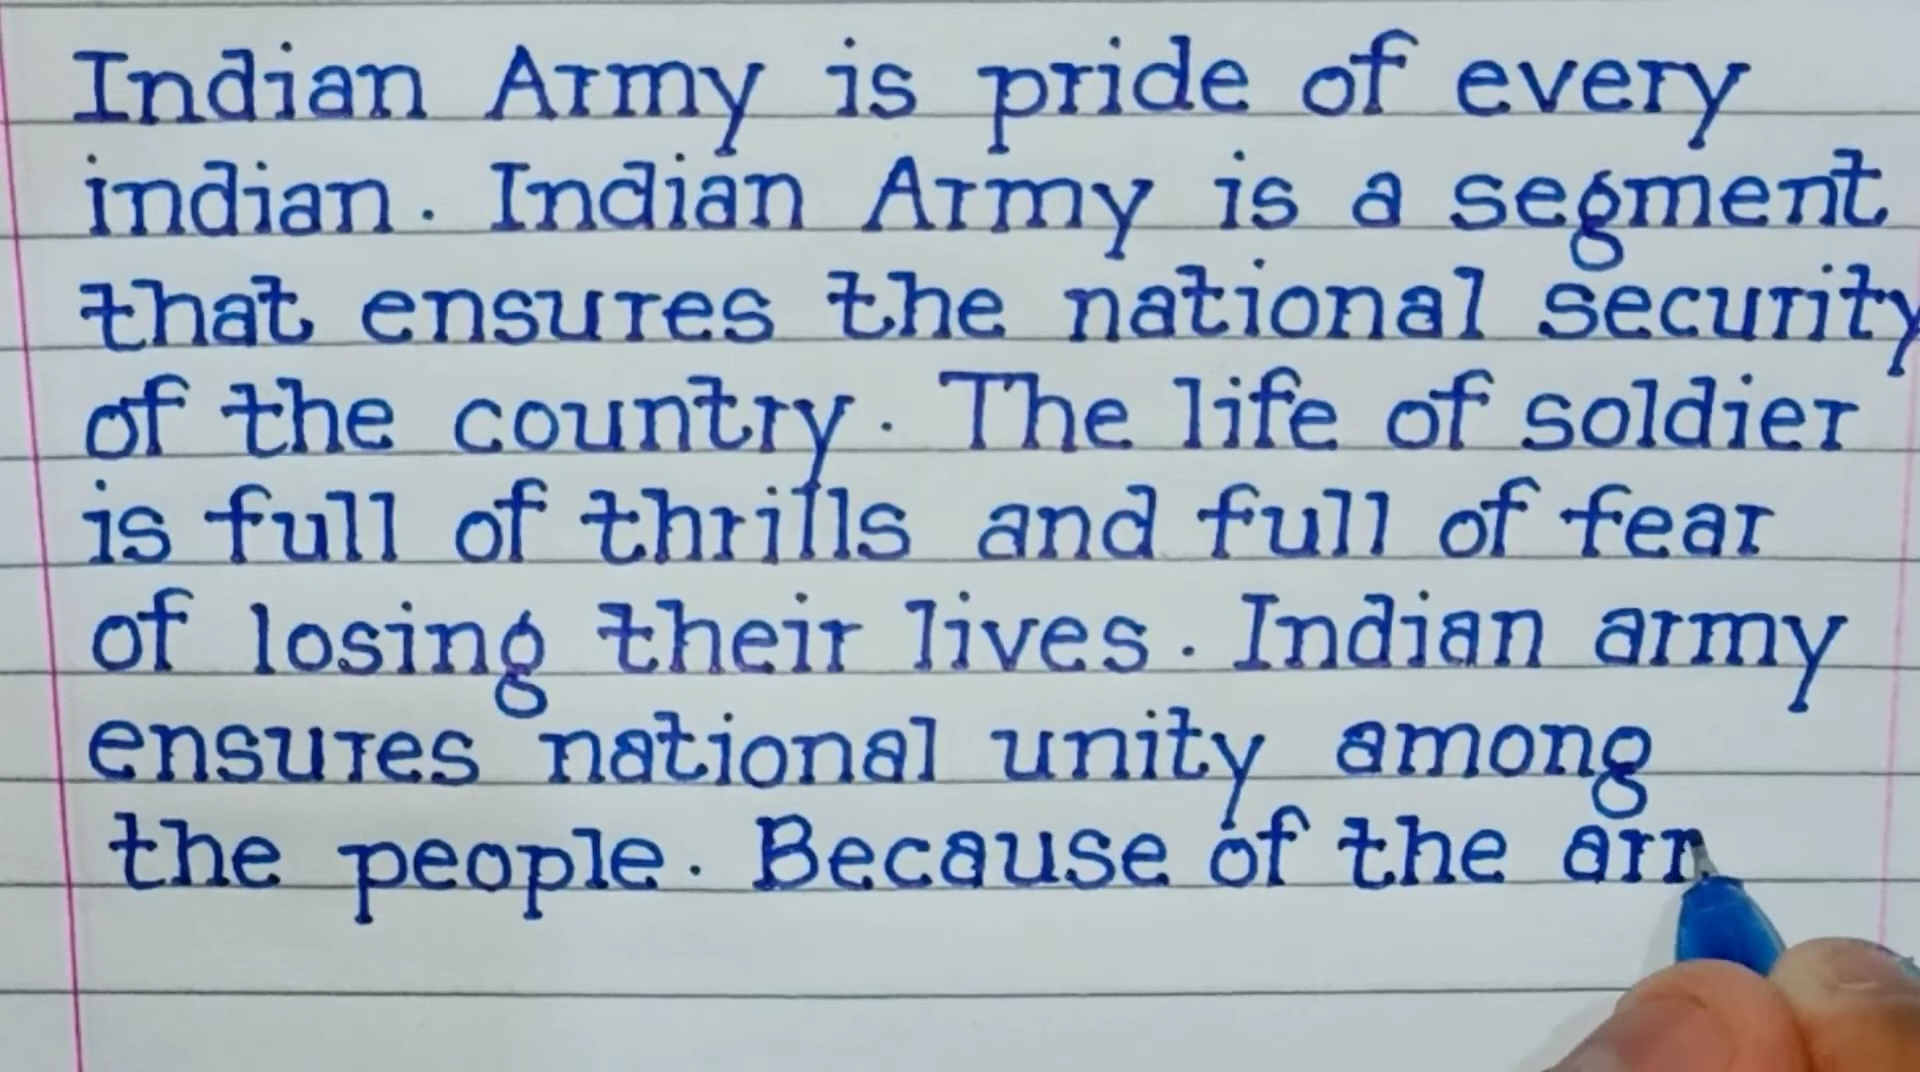 Indian Army is pride of every
indian. Indian Army is a segment
that ensures the national security
of the country. The life of soldier
is full of thrills and full of fear
of losing their lives. Indian army
ensures national unity among
the people. Because of the